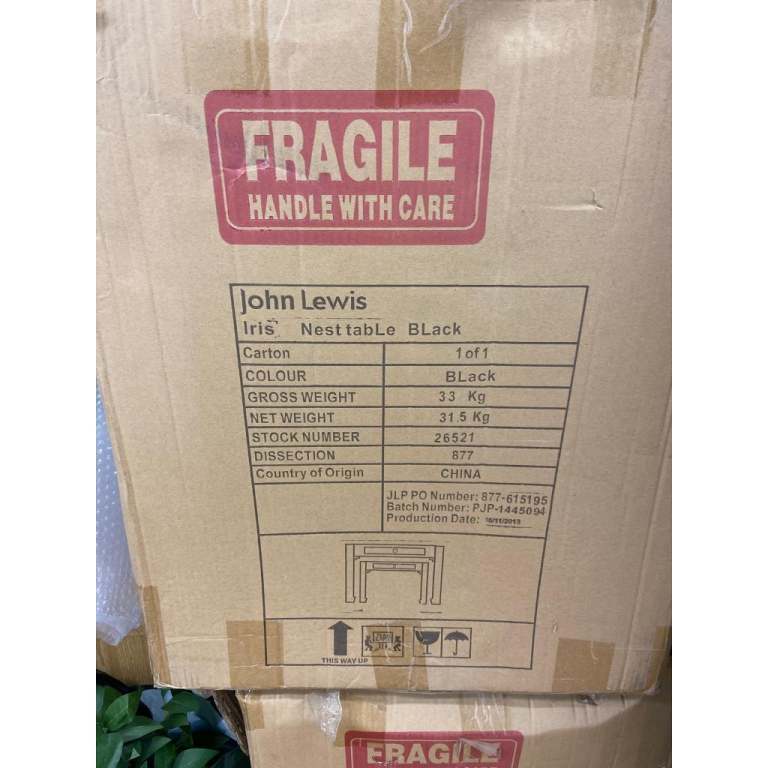 FRAGILE
HANDLE WITH CARE
John Lewis
Iris Nest tabLe BLack
Carton 1 of 1
COLOUR BLack
GROSS WEIGHT 33 Kg
NET WEIGHT 31.5 Kg
STOCK NUMBER 26521
DISSECTION 877
Country of Origin CHINA
JLP PO Number: 877-615195
Batch Number: PJP-1445094
Production Date:
THIS WAY UP
FRAGILE